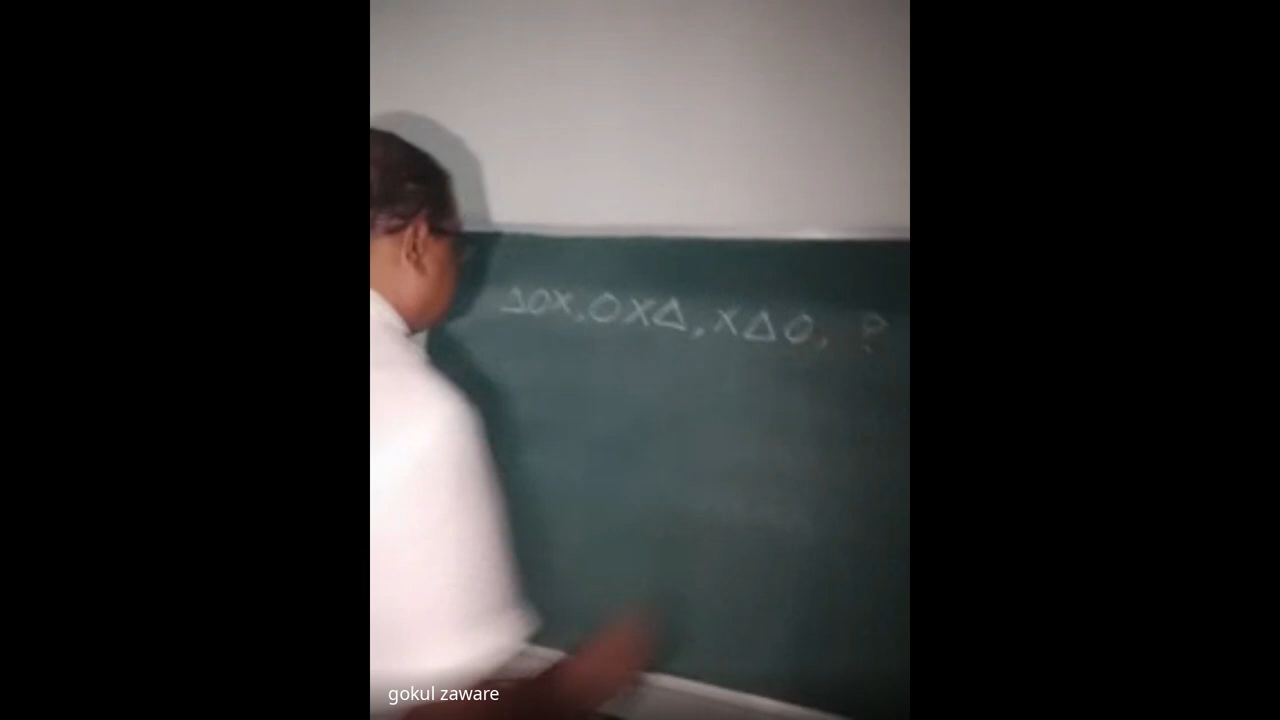 ΔOX, OXΔ, XΔO, ?
gokul zaware